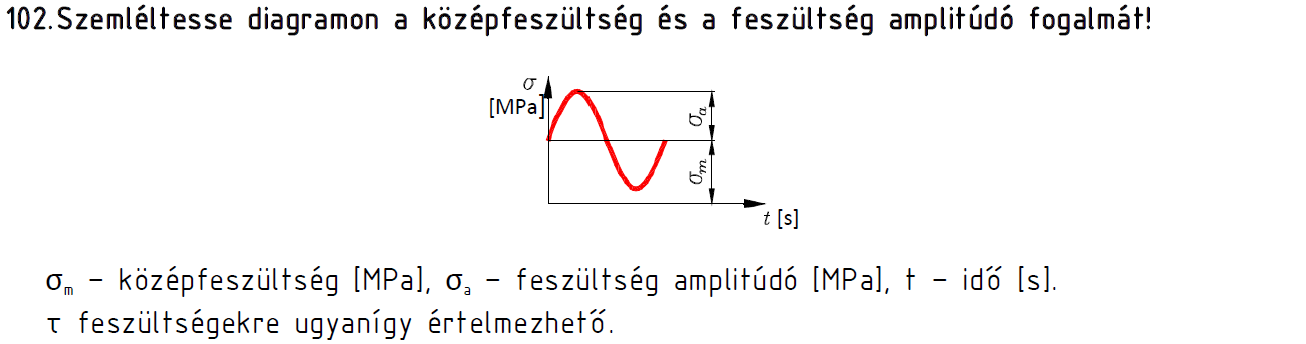 102. Szemléltesse diagramon a középfeszültség és a feszültség amplitúdó fogalmát!
σ
[MPa]
σₐ
σₘ
t [s]
σₘ – középfeszültség [MPa], σₐ – feszültség amplitúdó [MPa], t – idő [s].
τ feszültségekre ugyanígy értelmezhető.